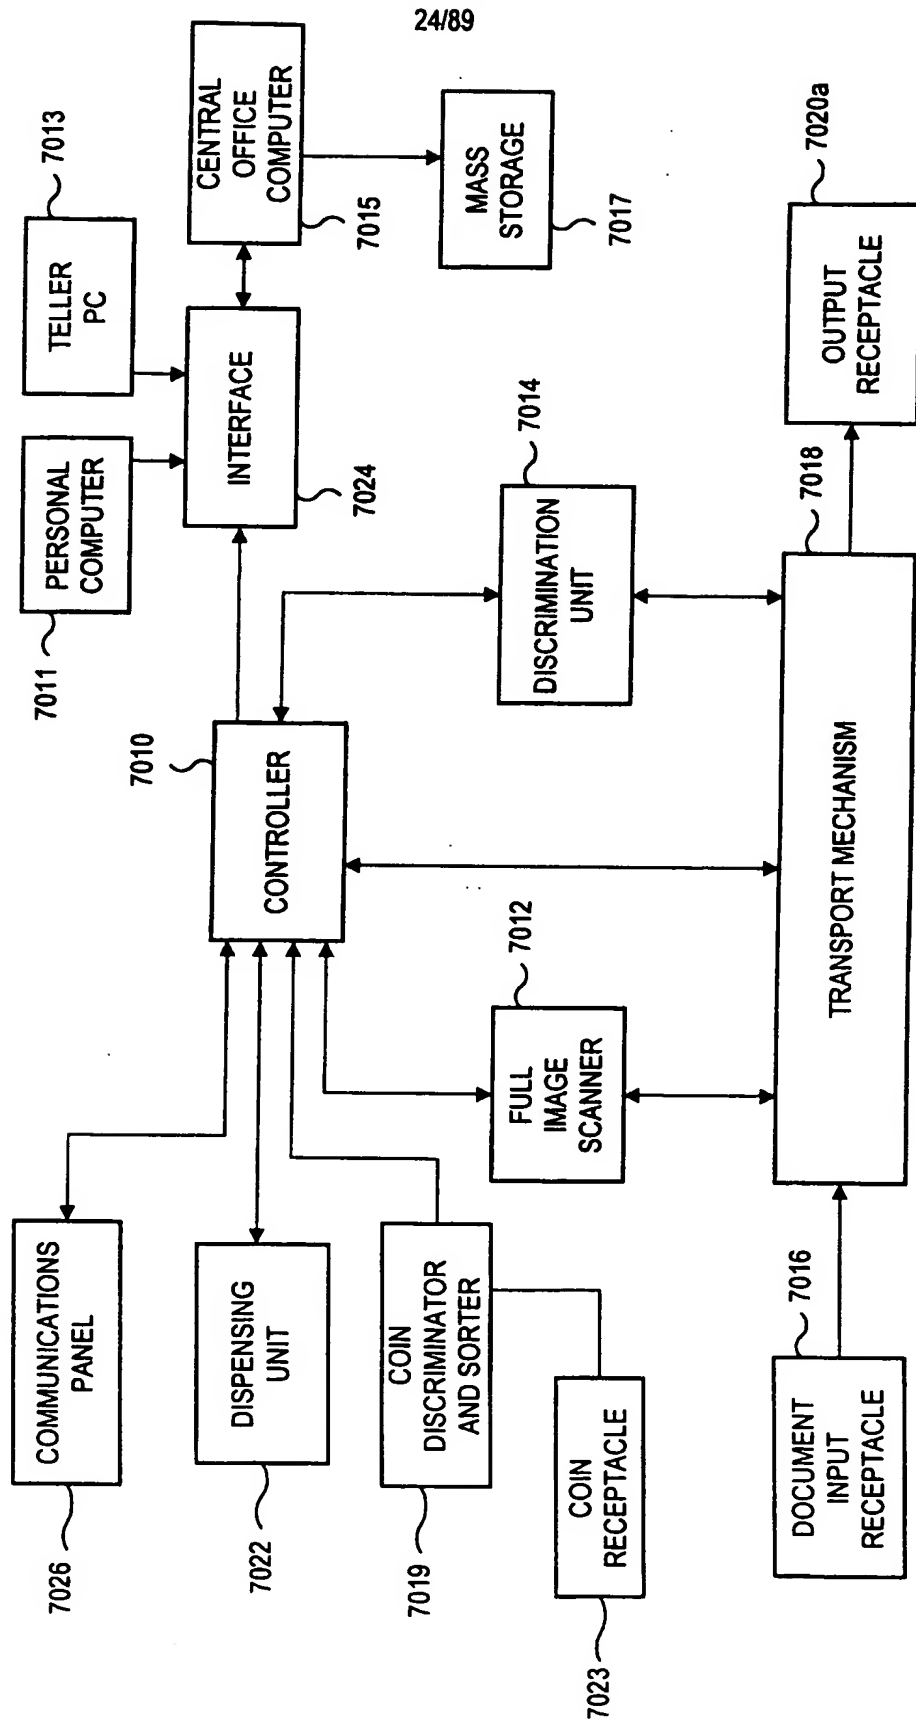 24/89
COMMUNICATIONS
PANEL
7026
DISPENSING
UNIT
7022
COIN
DISCRIMINATOR
AND SORTER
7019
COIN
RECEPTACLE
7023
CONTROLLER
7010
PERSONAL
COMPUTER
7011
TELLER
PC
7013
INTERFACE
7024
CENTRAL
OFFICE
COMPUTER
7015
MASS
STORAGE
7017
FULL
IMAGE
SCANNER
7012
DISCRIMINATION
UNIT
7014
DOCUMENT
INPUT
RECEPTACLE
7016
TRANSPORT MECHANISM
7018
OUTPUT
RECEPTACLE
7020a